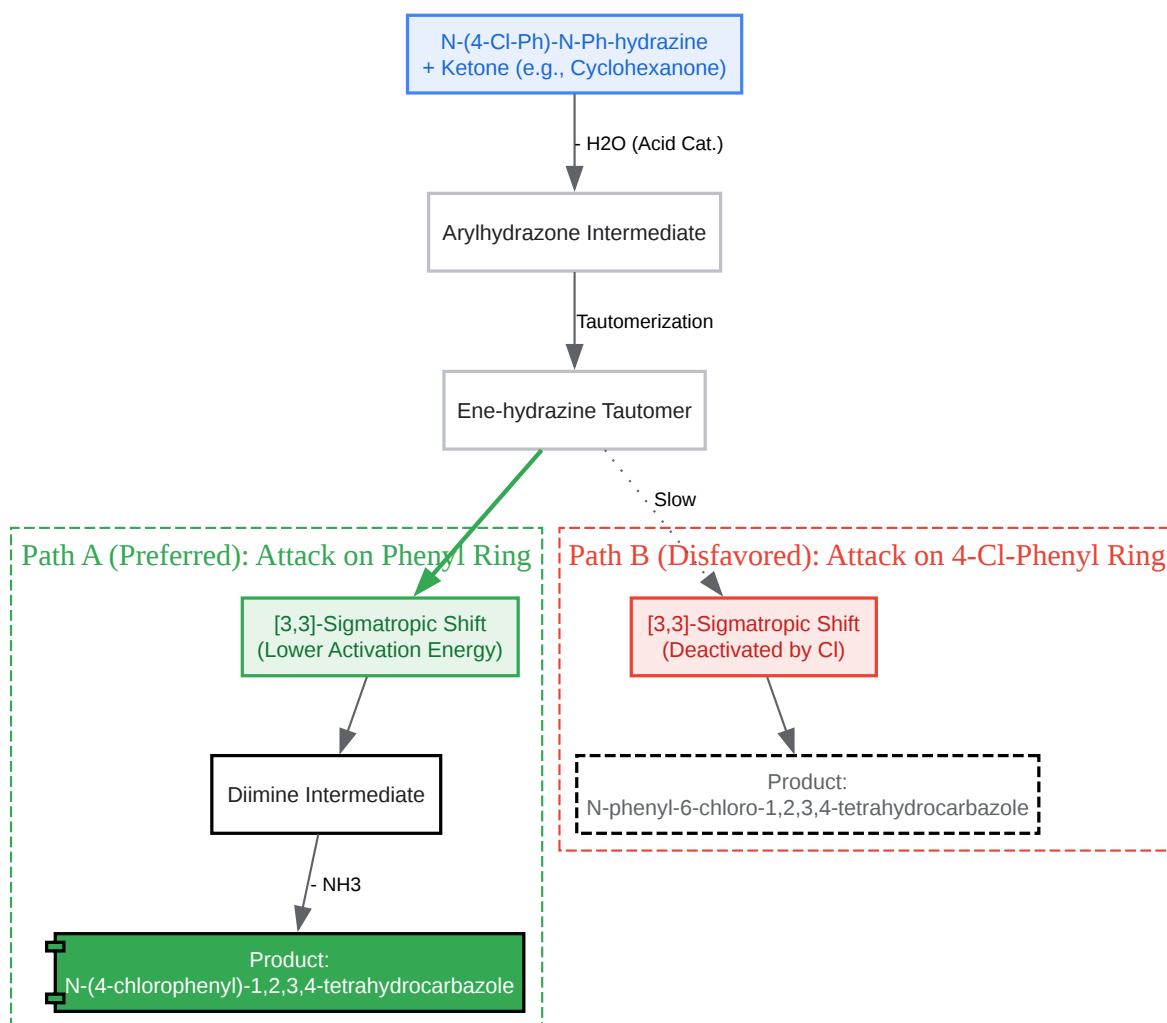 N-(4-Cl-Ph)-N-Ph-hydrazine
+ Ketone (e.g., Cyclohexanone)
- H2O (Acid Cat.)
Arylhydrazone Intermediate
Tautomerization
Ene-hydrazine Tautomer
Slow
Path A (Preferred): Attack on Phenyl Ring
[3,3]-Sigmatropic Shift
(Lower Activation Energy)
Diimine Intermediate
- NH3
Product:
N-(4-chlorophenyl)-1,2,3,4-tetrahydrocarbazole
Path B (Disfavored): Attack on 4-Cl-Phenyl Ring
[3,3]-Sigmatropic Shift
(Deactivated by Cl)
Product:
N-phenyl-6-chloro-1,2,3,4-tetrahydrocarbazole